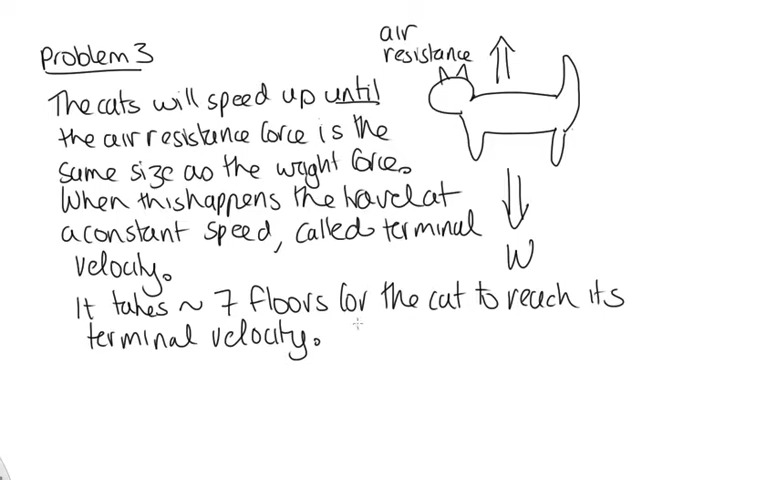 Problem 3
air
resistance
The cats will speed up until
the air resistance force is the
same size as the wieght force.
When this happens the travel at
a constant speed, called terminal
velocity.
W
It takes ~ 7 floors for the cat to reach its
terminal velocity.